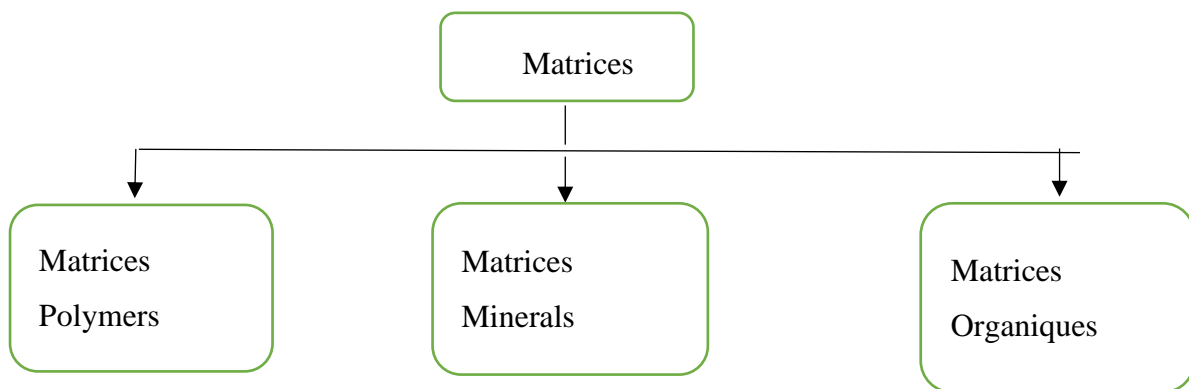 Matrices
Matrices
Polymers
Matrices
Minerals
Matrices
Organiques